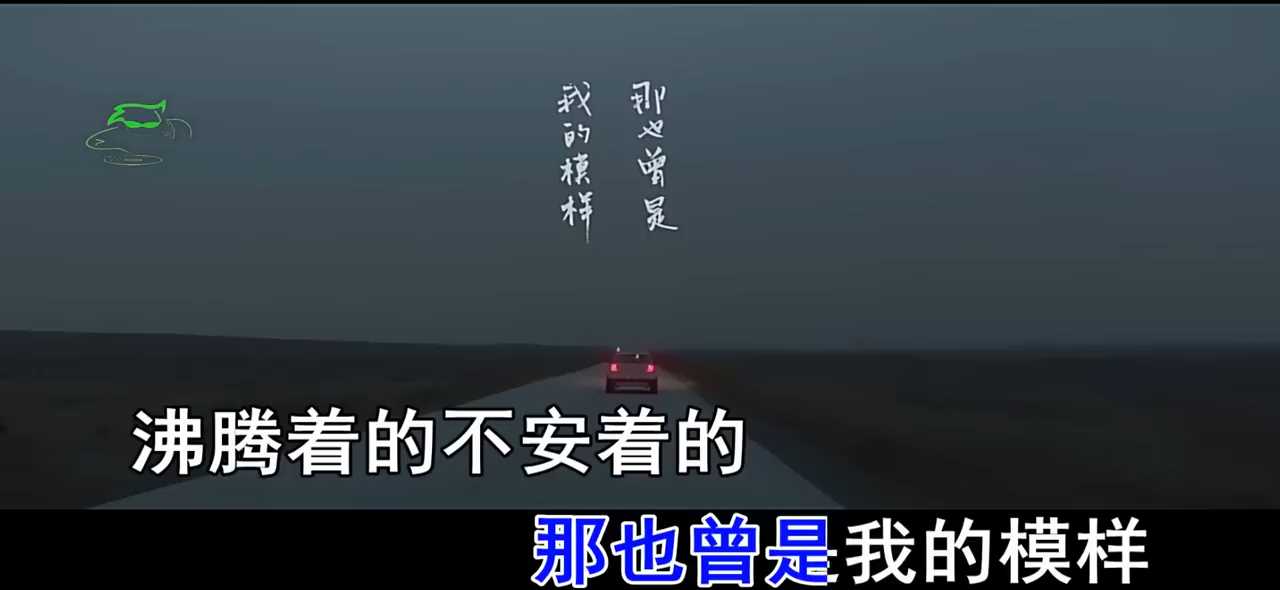 那也曾是
我的模样
沸腾着的不安着的
那也曾是我的模样